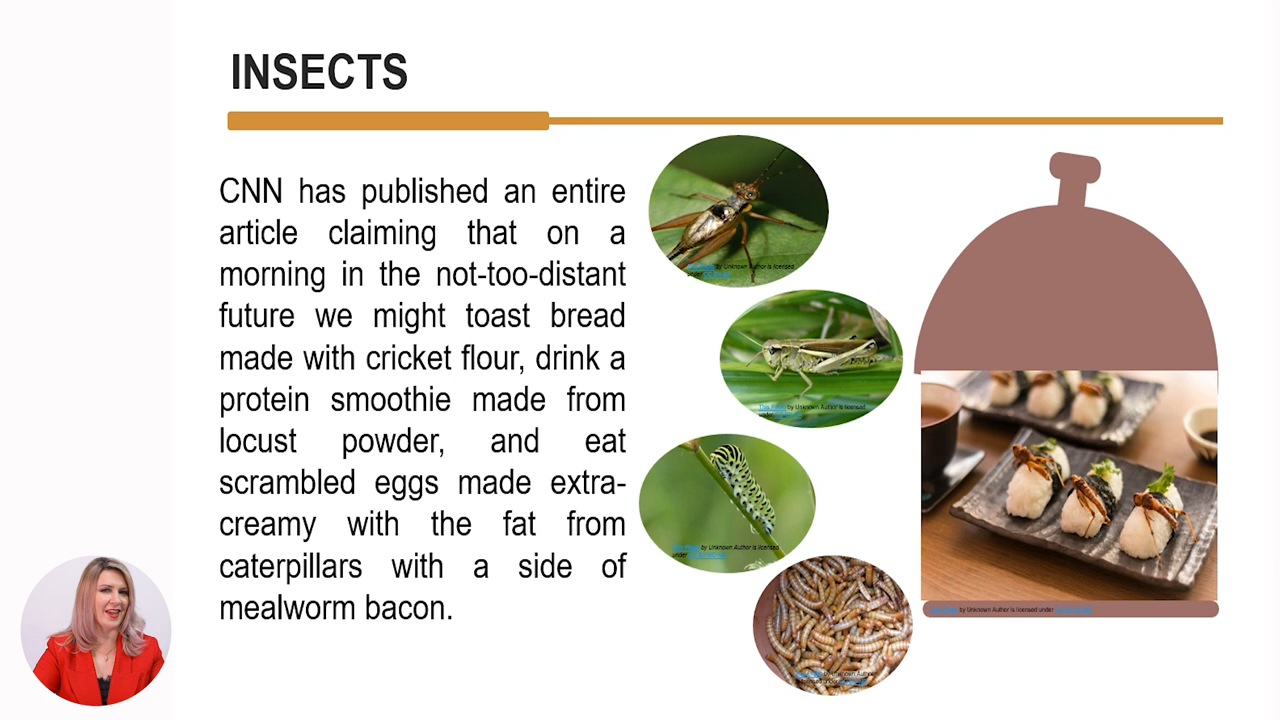 INSECTS
CNN has published an entire
article claiming that on a
morning in the not-too-distant
future we might toast bread
made with cricket flour, drink a
protein smoothie made from
locust powder, and eat
scrambled eggs made extra-
creamy with the fat from
caterpillars with a side of
mealworm bacon.
by Unknown Author is licensed
under
This Photo by Unknown Author is licensed
under
by Unknown Author is licensed
under
by Unknown Author
by Unknown Author is licensed under